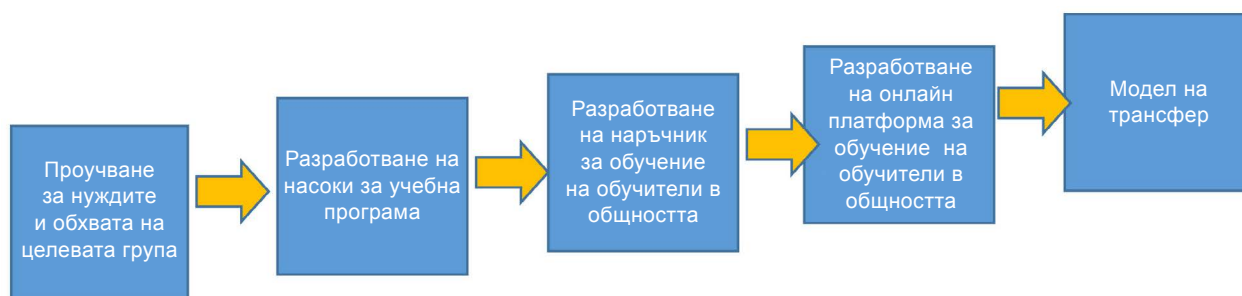 Проучване
за нуждите
и обхвата на
целевата група
Разработване на
насоки за учебна
програма
Разработване
на наръчник
за обучение
на обучители в
общността
Разработване
на онлайн
платформа за
обучение на
обучители в
общността
Модел на
трансфер